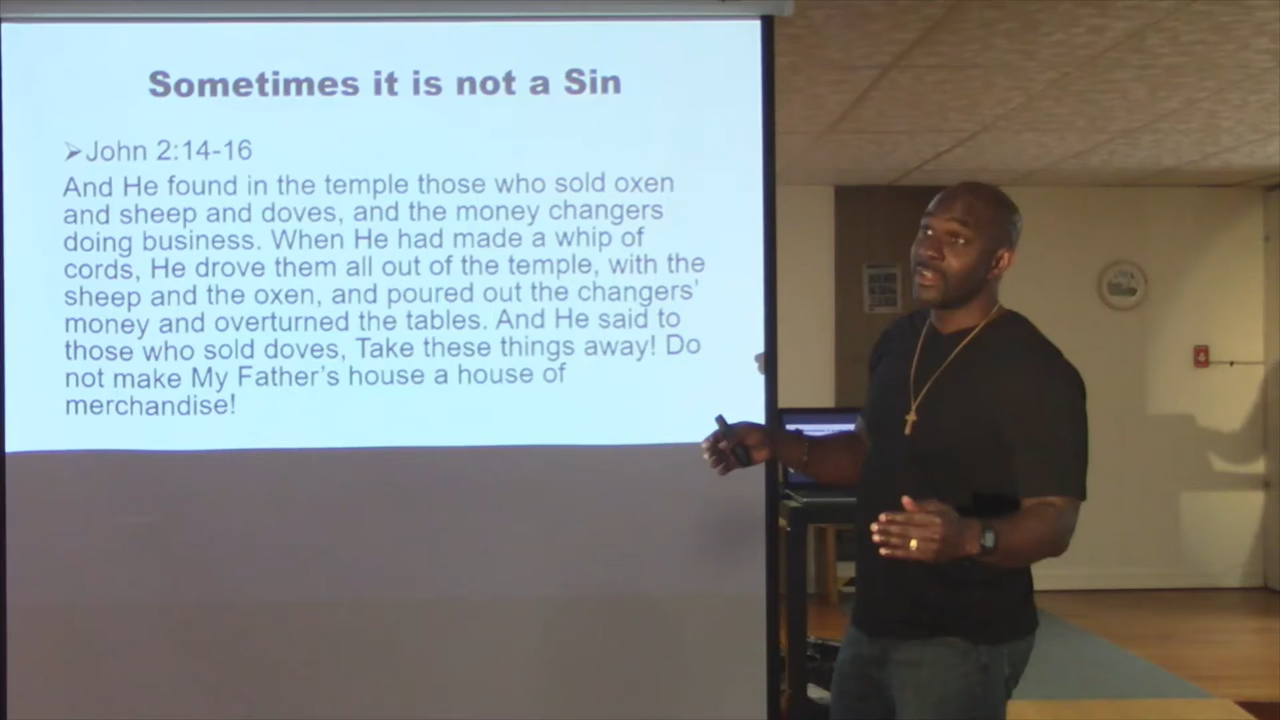 Sometimes it is not a Sin
➢John 2:14-16
And He found in the temple those who sold oxen
and sheep and doves, and the money changers
doing business. When He had made a whip of
cords, He drove them all out of the temple, with the
sheep and the oxen, and poured out the changers’
money and overturned the tables. And He said to
those who sold doves, Take these things away! Do
not make My Father’s house a house of
merchandise!